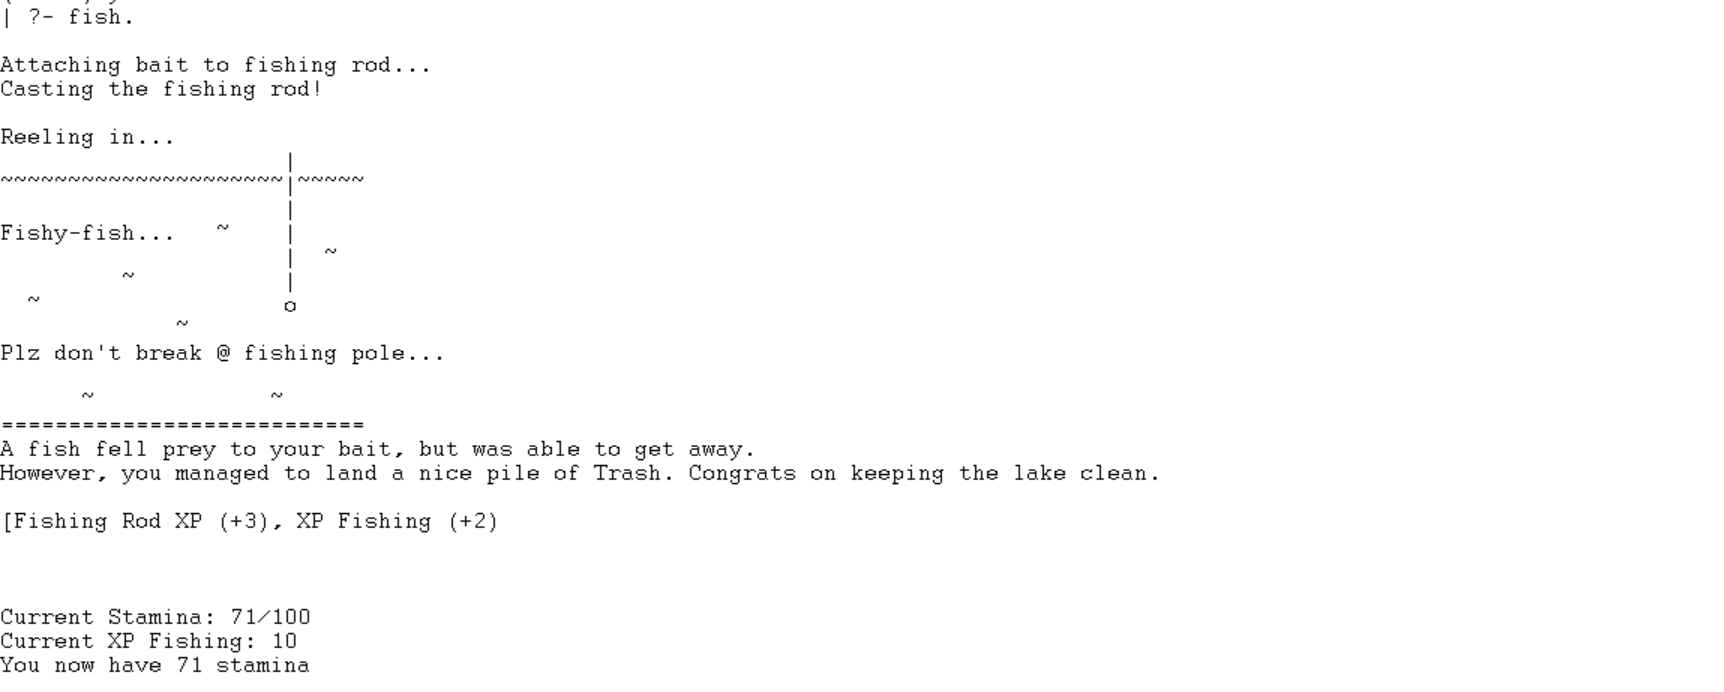 | ?- fish.
Attaching bait to fishing rod...
Casting the fishing rod!
Reeling in...
|
~~~~~~~~~~~~~~~~~~~~~|~~~~~
|
Fishy-fish...   ~    |
|  ~
~           |
~                  o
~
Plz don't break @ fishing pole...
~             ~
===========================
A fish fell prey to your bait, but was able to get away.
However, you managed to land a nice pile of Trash. Congrats on keeping the lake clean.
[Fishing Rod XP (+3), XP Fishing (+2)
Current Stamina: 71/100
Current XP Fishing: 10
You now have 71 stamina